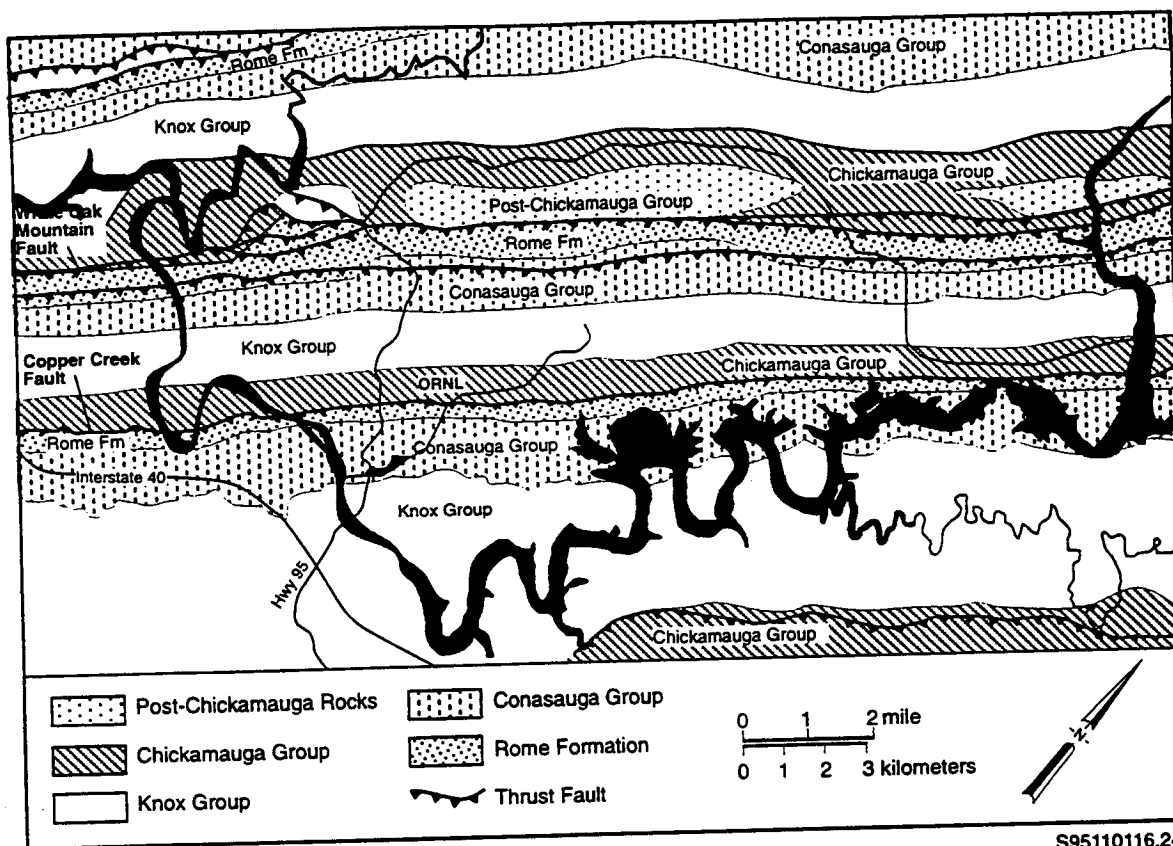 Conasauga Group
Rome Fm
Knox Group
Chickamauga Group
Post-Chickamauga Group
White Oak
Mountain
Fault
Rome Fm
Conasauga Group
Knox Group
Copper Creek
Fault
Chickamauga Group
ORNL
Rome Fm
Conasauga Group
Interstate 40
Knox Group
Hwy 95
Chickamauga Group
Post-Chickamauga Rocks
Chickamauga Group
Knox Group
Conasauga Group
Rome Formation
Thrust Fault
0 1 2 mile
0 1 2 3 kilometers
-N-
S95110116.2